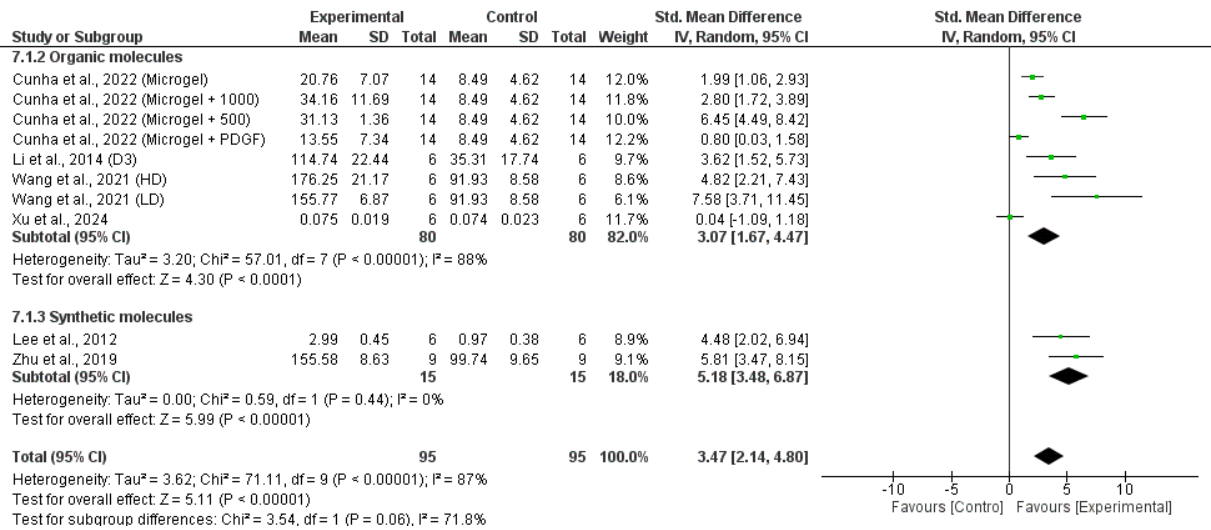 Experimental Control Std. Mean Difference Std. Mean Difference
Study or Subgroup Mean SD Total Mean SD Total Weight IV, Random, 95% CI IV, Random, 95% CI
7.1.2 Organic molecules
Cunha et al., 2022 (Microgel) 20.76 7.07 14 8.49 4.62 14 12.0% 1.99 [1.06, 2.93]
Cunha et al., 2022 (Microgel + 1000) 34.16 11.69 14 8.49 4.62 14 11.8% 2.80 [1.72, 3.89]
Cunha et al., 2022 (Microgel + 500) 31.13 1.36 14 8.49 4.62 14 10.0% 6.45 [4.49, 8.42]
Cunha et al., 2022 (Microgel + PDGF) 13.55 7.34 14 8.49 4.62 14 12.2% 0.80 [0.03, 1.58]
Li et al., 2014 (D3) 114.74 22.44 6 35.31 17.74 6 9.7% 3.62 [1.52, 5.73]
Wang et al., 2021 (HD) 176.25 21.17 6 91.93 8.58 6 8.6% 4.82 [2.21, 7.43]
Wang et al., 2021 (LD) 155.77 6.87 6 91.93 8.58 6 6.1% 7.58 [3.71, 11.45]
Xu et al., 2024 0.075 0.019 6 0.074 0.023 6 11.7% 0.04 [-1.09, 1.18]
Subtotal (95% CI) 80 80 82.0% 3.07 [1.67, 4.47]
Heterogeneity: Tau² = 3.20; Chi² = 57.01, df = 7 (P < 0.00001); I² = 88%
Test for overall effect: Z = 4.30 (P < 0.0001)
7.1.3 Synthetic molecules
Lee et al., 2012 2.99 0.45 6 0.97 0.38 6 8.9% 4.48 [2.02, 6.94]
Zhu et al., 2019 155.58 8.63 9 99.74 9.65 9 9.1% 5.81 [3.47, 8.15]
Subtotal (95% CI) 15 15 18.0% 5.18 [3.48, 6.87]
Heterogeneity: Tau² = 0.00; Chi² = 0.59, df = 1 (P = 0.44); I² = 0%
Test for overall effect: Z = 5.99 (P < 0.00001)
Total (95% CI) 95 95 100.0% 3.47 [2.14, 4.80]
Heterogeneity: Tau² = 3.62; Chi² = 71.11, df = 9 (P < 0.00001); I² = 87%
Test for overall effect: Z = 5.11 (P < 0.00001)
Test for subgroup differences: Chi² = 3.54, df = 1 (P = 0.06), I² = 71.8%
-10 -5 0 5 10
Favours [Contro] Favours [Experimental]